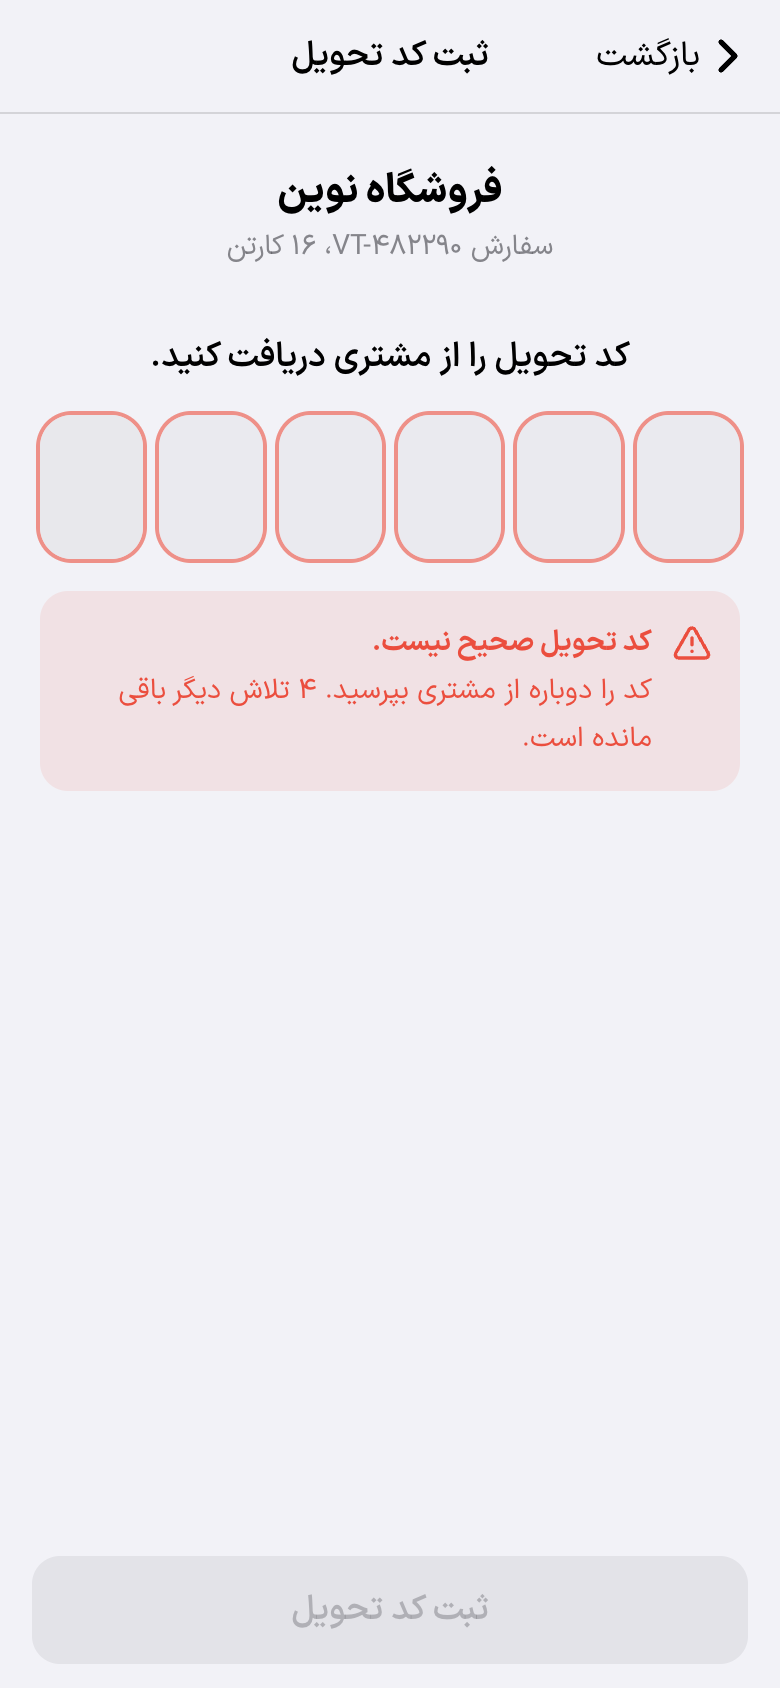 بازگشت
ثبت کد تحویل
فروشگاه نوین
سفارش VT-۴۸۲۲۹۰، ۱۶ کارتن
کد تحویل را از مشتری دریافت کنید.
کد تحویل صحیح نیست.
کد را دوباره از مشتری بپرسید. ۴ تلاش دیگر باقی
مانده است.
ثبت کد تحویل